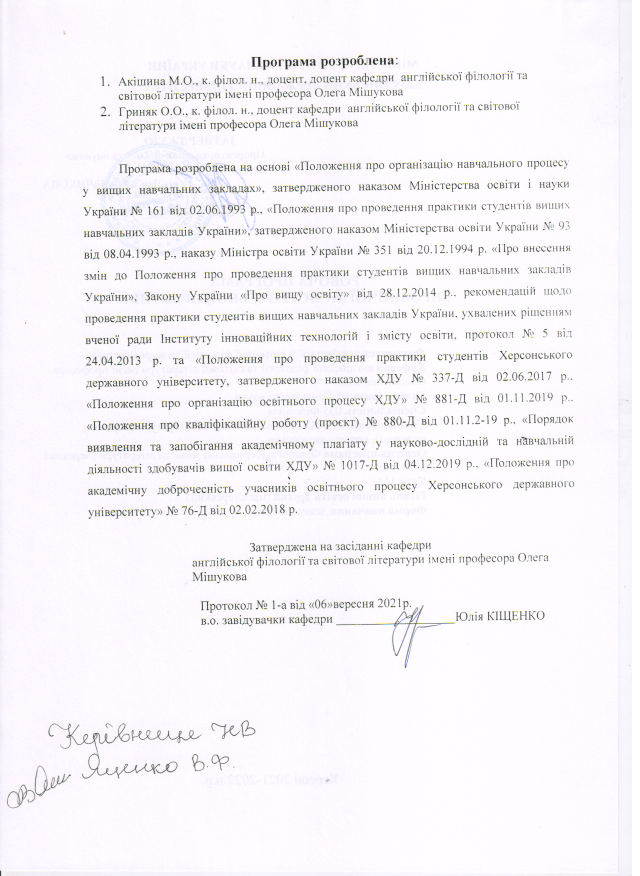 Програма розроблена:
1. Акішина М.О., к. філол. н., доцент, доцент кафедри англійської філології та
світової літератури імені професора Олега Мішукова
2. Гриняк О.О., к. філол. н., доцент кафедри англійської філології та світової
літератури імені професора Олега Мішукова
Програма розроблена на основі «Положення про організацію навчального процесу
у вищих навчальних закладах», затвердженого наказом Міністерства освіти і науки
України № 161 від 02.06.1993 р., «Положення про проведення практики студентів вищих
навчальних закладів України», затвердженого наказом Міністерства освіти України № 93
від 08.04.1993 р., наказу Міністра освіти України № 351 від 20.12.1994 р. «Про внесення
змін до Положення про проведення практики студентів вищих навчальних закладів
України», Закону України «Про вищу освіту» від 28.12.2014 р., рекомендацій щодо
проведення практики студентів вищих навчальних закладів України, ухвалених рішенням
вченої ради Інституту інноваційних технологій і змісту освіти, протокол № 5 від
24.04.2013 р. та «Положення про проведення практики студентів Херсонського
державного університету, затвердженого наказом ХДУ № 337-Д від 02.06.2017 р.,
«Положення про організацію освітнього процесу ХДУ» № 881-Д від 01.11.2019 р.,
«Положення про кваліфікаційну роботу (проєкт) № 880-Д від 01.11.2-19 р., «Порядок
виявлення та запобігання академічному плагіату у науково-дослідній та навчальній
діяльності здобувачів вищої освіти ХДУ» № 1017-Д від 04.12.2019 р., «Положення про
академічну доброчесність учасників освітнього процесу Херсонського державного
університету» № 76-Д від 02.02.2018 р.
Затверджена на засіданні кафедри
англійської філології та світової літератури імені професора Олега
Мішукова
Протокол № 1-а від «06»вересня 2021р.
в.о. завідувачки кафедри ____________________Юлія КІЩЕНКО
Керівниця НВ
Яценко В.Ф.